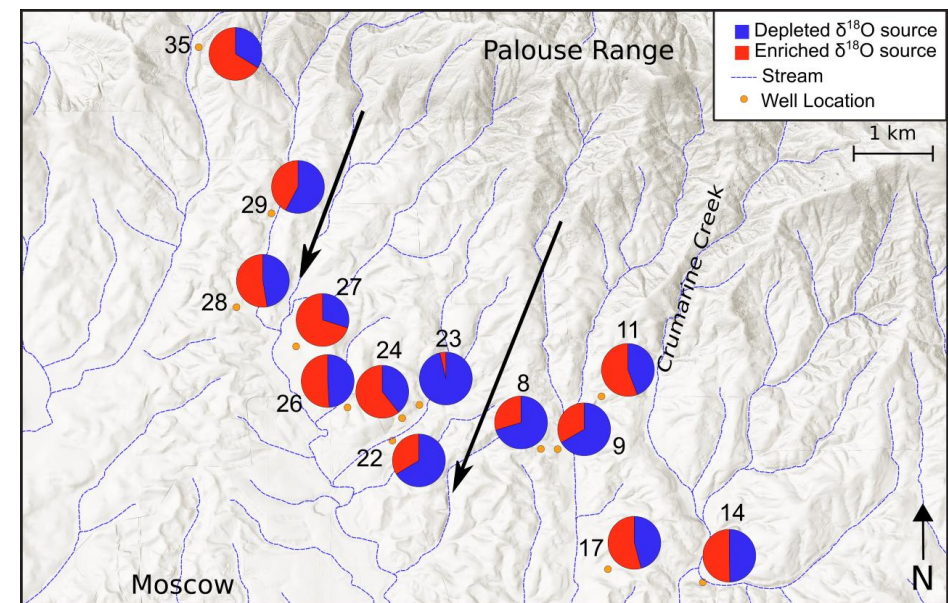 Palouse Range
Depleted δ¹⁸O source
Enriched δ¹⁸O source
Stream
Well Location
1 km
35
29
28
27
26
24
23
22
8
9
11
Crumarine Creek
17
14
Moscow
N